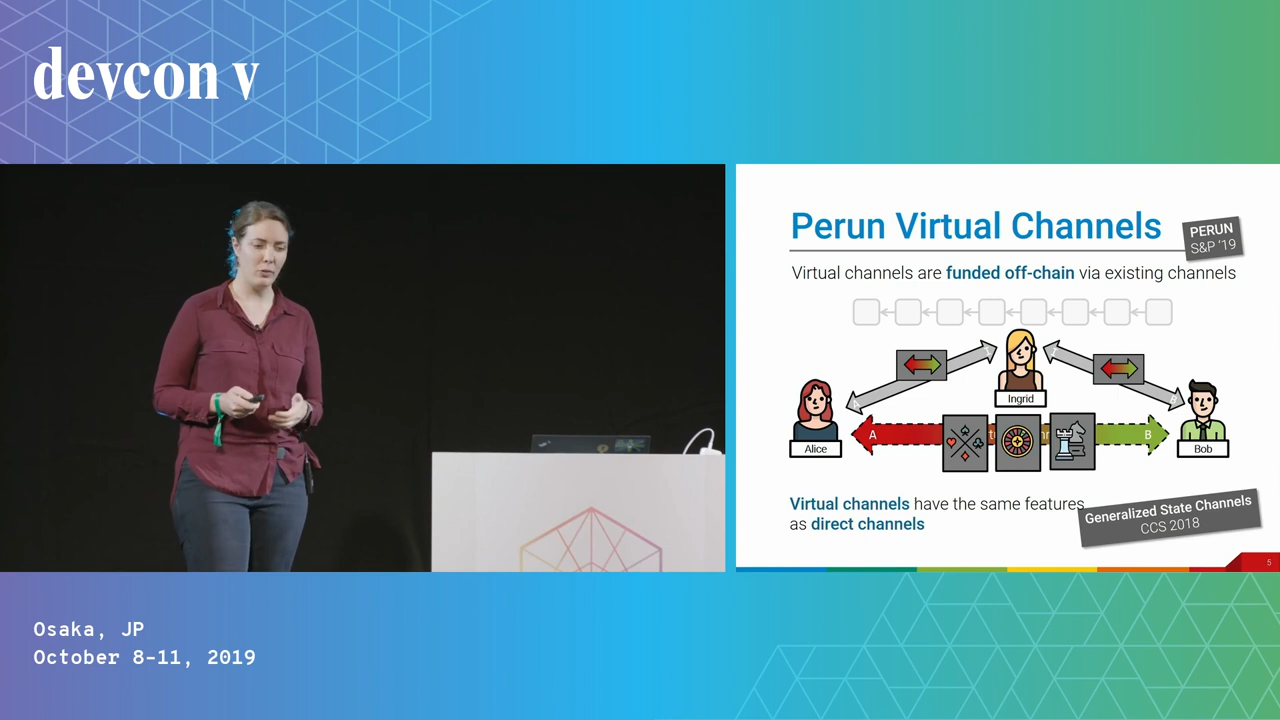 devcon v
Perun Virtual Channels
PERUN
S&P '19
Virtual channels are funded off-chain via existing channels
Ingrid
Alice
A
B
Bob
Virtual channels have the same features
as direct channels
Generalized State Channels
CCS 2018
5
Osaka, JP
October 8-11, 2019